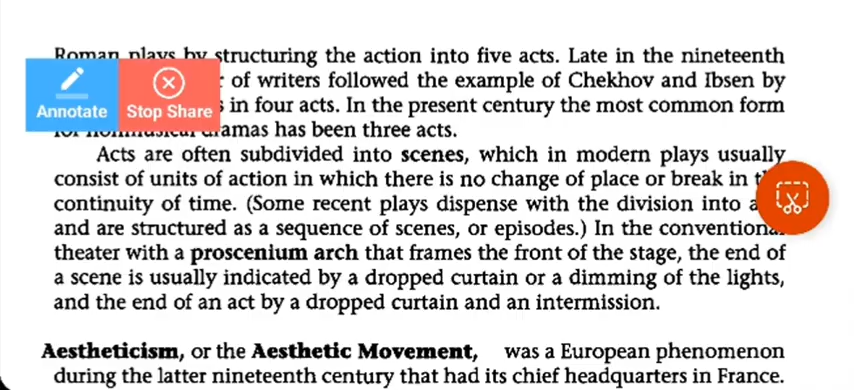 Roman plays by structuring the action into five acts. Late in the nineteenth
of writers followed the example of Chekhov and Ibsen by
Annotate Stop Share in four acts. In the present century the most common form
dramas has been three acts.
Acts are often subdivided into scenes, which in modern plays usually
consist of units of action in which there is no change of place or break in
continuity of time. (Some recent plays dispense with the division into
and are structured as a sequence of scenes, or episodes.) In the conventional
theater with a proscenium arch that frames the front of the stage, the end of
a scene is usually indicated by a dropped curtain or a dimming of the lights,
and the end of an act by a dropped curtain and an intermission.
Aestheticism, or the Aesthetic Movement, was a European phenomenon
during the latter nineteenth century that had its chief headquarters in France.